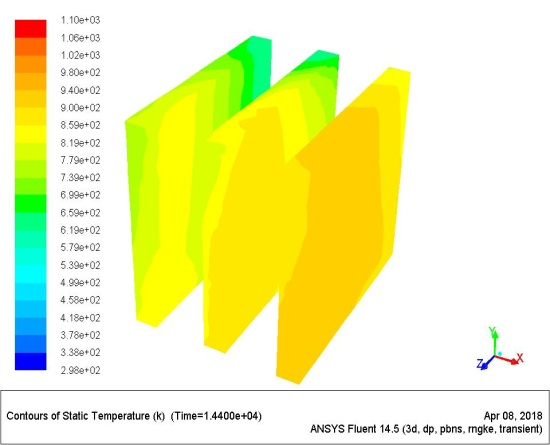 1.10e+03
1.06e+03
1.02e+03
9.80e+02
9.40e+02
9.00e+02
8.59e+02
8.19e+02
7.79e+02
7.39e+02
6.99e+02
6.59e+02
6.19e+02
5.79e+02
5.39e+02
4.99e+02
4.58e+02
4.18e+02
3.78e+02
3.38e+02
2.98e+02
Y
X
Z
Contours of Static Temperature (k) (Time=1.4400e+04)
Apr 08, 2018
ANSYS Fluent 14.5 (3d, dp, pbns, rngke, transient)